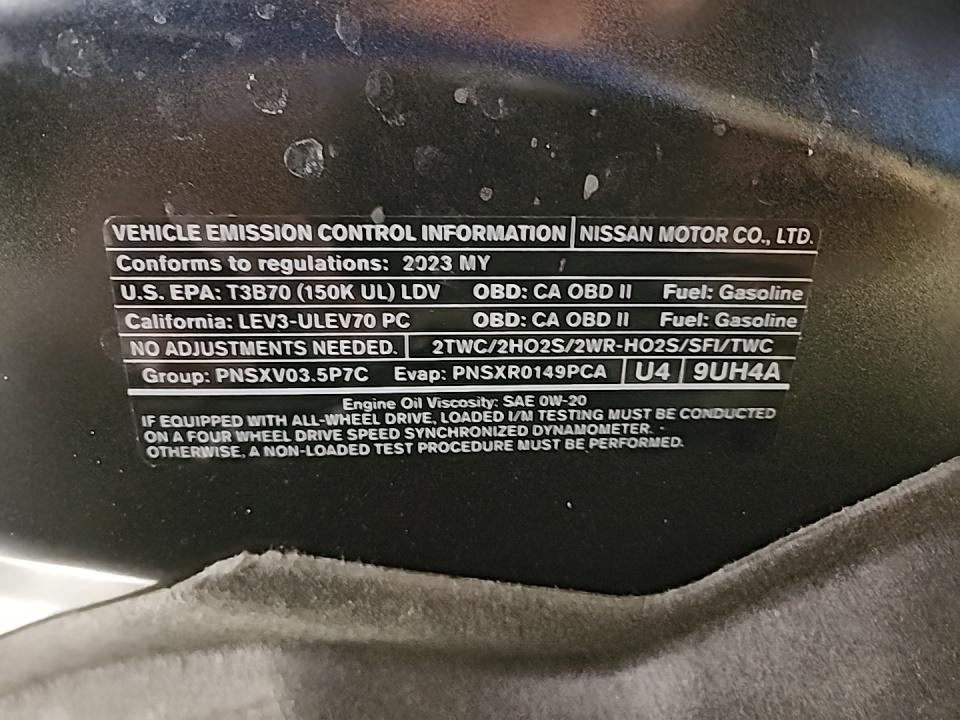 VEHICLE EMISSION CONTROL INFORMATION NISSAN MOTOR CO., LTD.
Conforms to regulations: 2023 MY
U.S. EPA: T3B70 (150K UL) LDV OBD: CA OBD II Fuel: Gasoline
California: LEV3-ULEV70 PC OBD: CA OBD II Fuel: Gasoline
NO ADJUSTMENTS NEEDED. 2TWC/2HO2S/2WR-HO2S/SFI/TWC
Group: PNSXV03.5P7C Evap: PNSXR0149PCA U4 9UH4A
Engine Oil Viscosity: SAE 0W-20
IF EQUIPPED WITH ALL-WHEEL DRIVE, LOADED I/M TESTING MUST BE CONDUCTED
ON A FOUR WHEEL DRIVE SPEED SYNCHRONIZED DYNAMOMETER.
OTHERWISE, A NON-LOADED TEST PROCEDURE MUST BE PERFORMED.